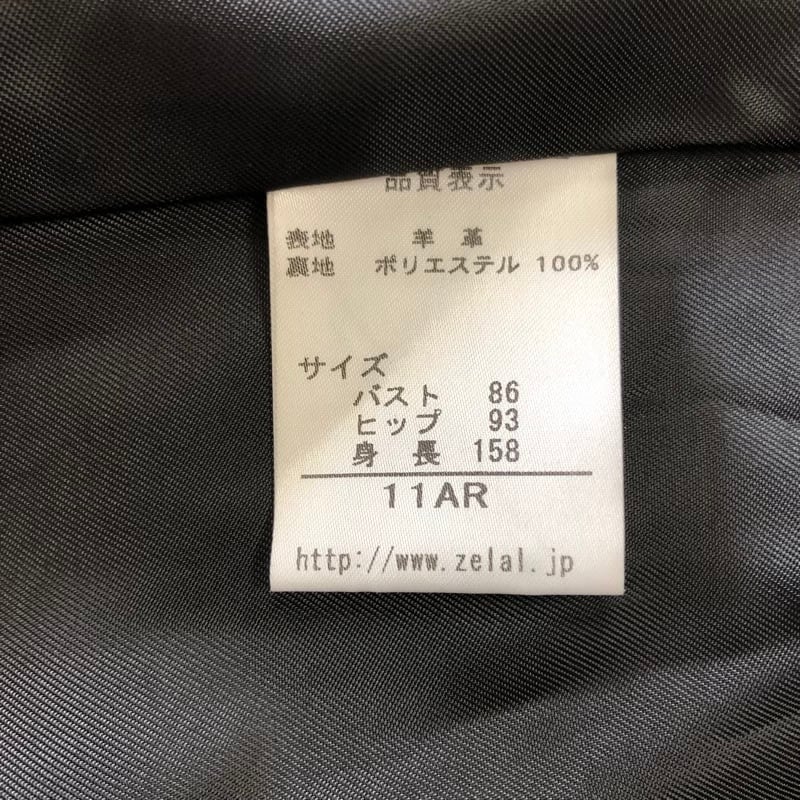 品質表示
表地 羊革
裏地 ポリエステル 100%
サイズ
バスト 86
ヒップ 93
身長 158
11AR
http://www.zelal.jp